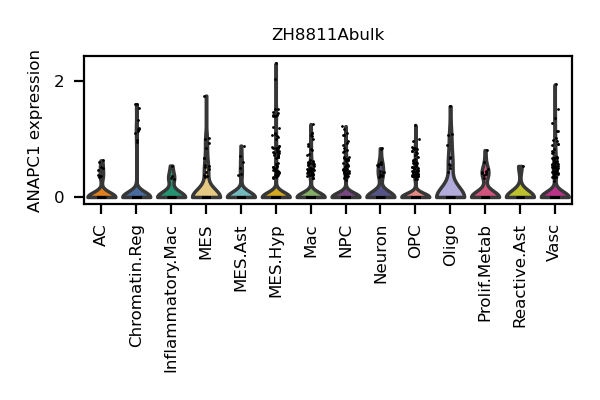 ZH8811Abulk
ANAPC1 expression
2
0
AC
Chromatin.Reg
Inflammatory.Mac
MES
MES.Ast
MES.Hyp
Mac
NPC
Neuron
OPC
Oligo
Prolif.Metab
Reactive.Ast
Vasc